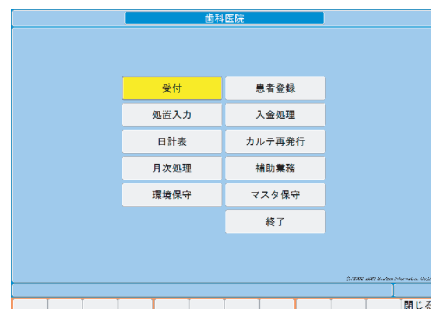 歯科医院
受付 患者登録
処置入力 入金処理
日計表 カルテ再発行
月次処理 補助業務
環境保守 マスタ保守
終了
閉じる